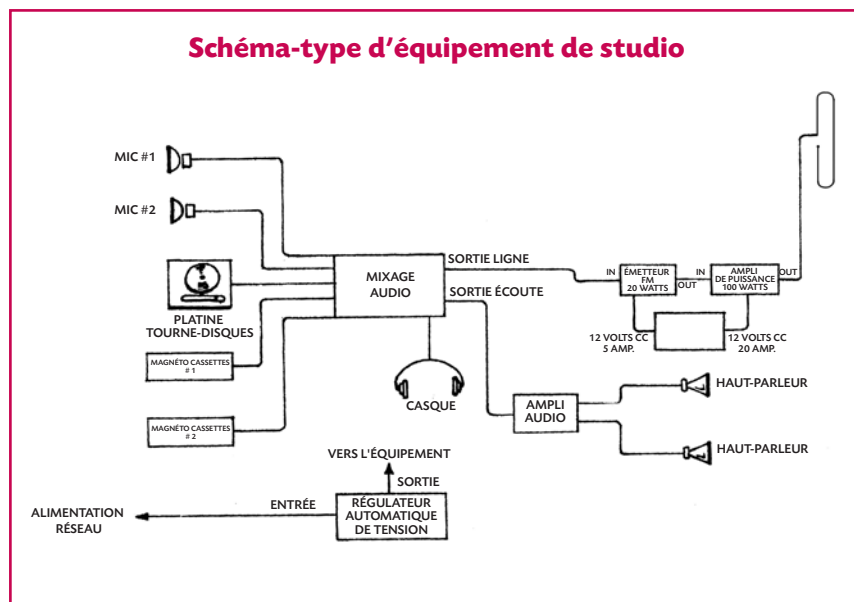 Schéma-type d'équipement de studio
MIC #1
MIC #2
PLATINE
TOURNE-DISQUES
MAGNÉTO CASSETTES
# 1
MAGNÉTO CASSETTES
# 2
MIXAGE
AUDIO
SORTIE LIGNE
SORTIE ÉCOUTE
CASQUE
IN
ÉMETTEUR
FM
20 WATTS
OUT
IN
AMPLI
DE PUISSANCE
100 WATTS
OUT
12 VOLTS CC
5 AMP.
12 VOLTS CC
20 AMP.
AMPLI
AUDIO
HAUT-PARLEUR
HAUT-PARLEUR
VERS L'ÉQUIPEMENT
SORTIE
ENTRÉE
RÉGULATEUR
AUTOMATIQUE
DE TENSION
ALIMENTATION
RÉSEAU